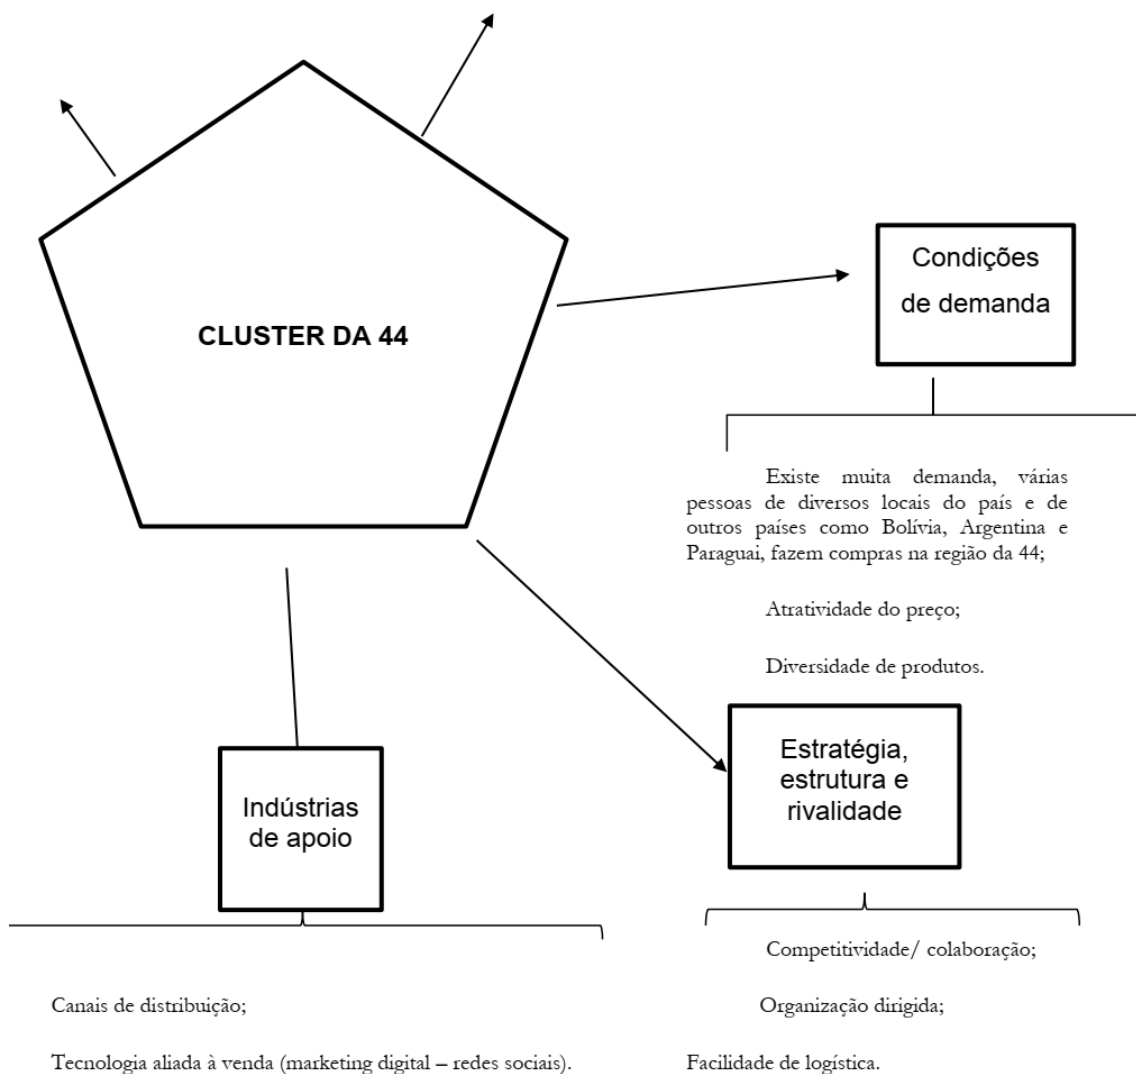 CLUSTER DA 44
Condições
de demanda
Existe muita demanda, várias
pessoas de diversos locais do país e de
outros países como Bolívia, Argentina e
Paraguai, fazem compras na região da 44;
Atratividade do preço;
Diversidade de produtos.
Estratégia,
estrutura e
rivalidade
Competitividade/ colaboração;
Organização dirigida;
Facilidade de logística.
Indústrias
de apoio
Canais de distribuição;
Tecnologia aliada à venda (marketing digital – redes sociais).